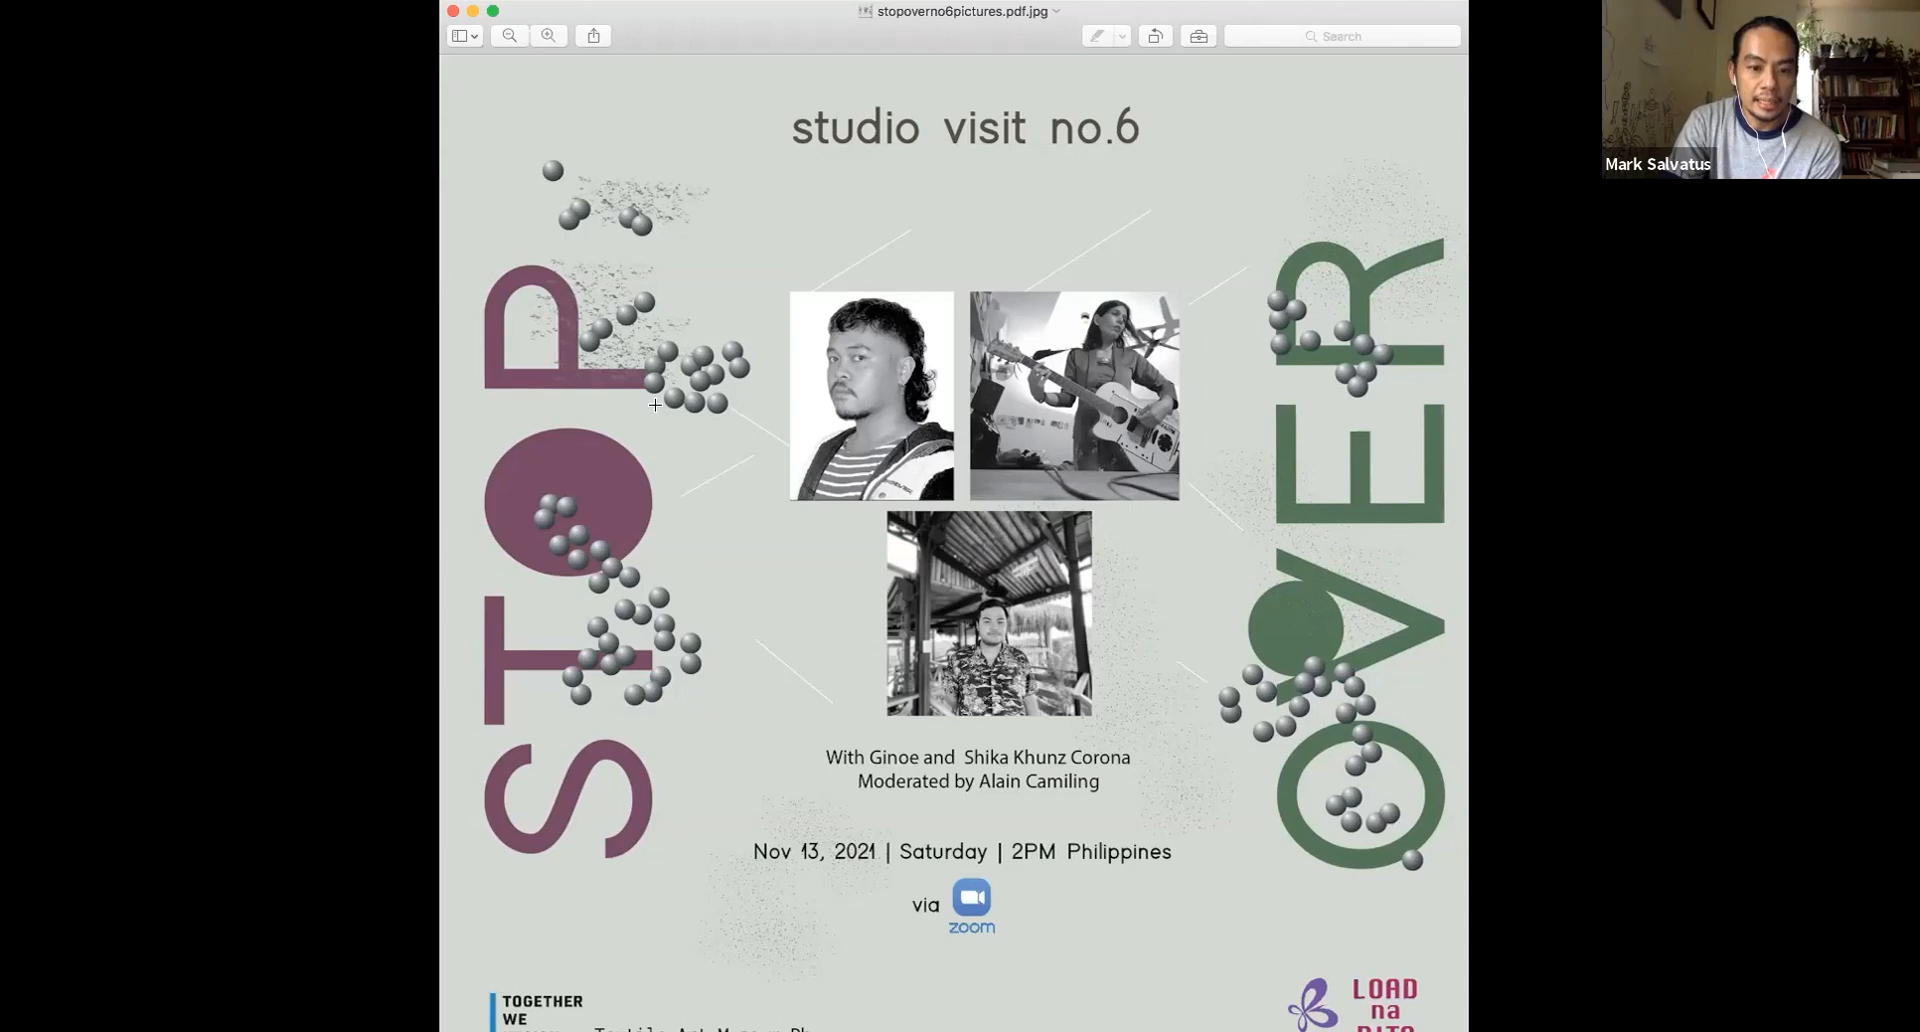 stopoverno6pictures.pdf.jpg
Search
Mark Salvatus
studio visit no.6
STOP
OVER
With Ginoe and Shika Khunz Corona
Moderated by Alain Camiling
Nov 13, 2021 | Saturday | 2PM Philippines
via
zoom
TOGETHER
WE
LOAD
na